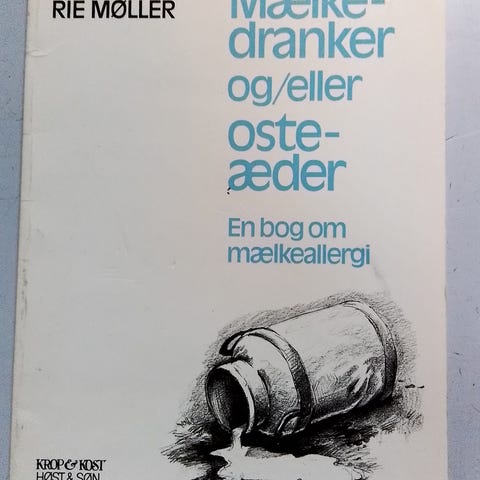 RIE MØLLER
Mælke-
dranker
og/eller
oste-
æder
En bog om
mælkeallergi
KROP & KOST
HØST & SØN